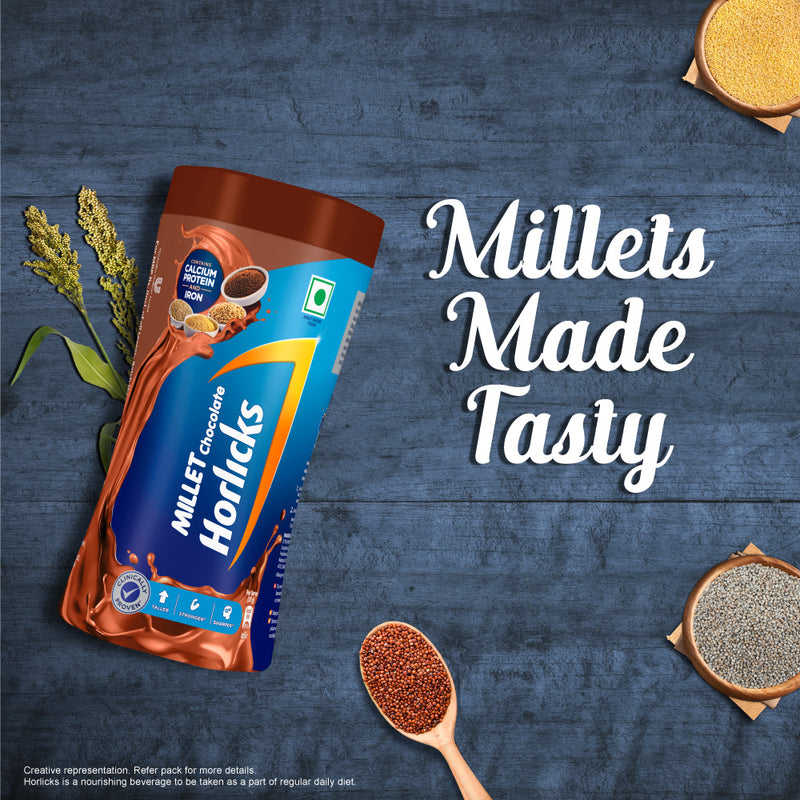 Millets
Made
Tasty
CONTAINS
CALCIUM
PROTEIN
AND
IRON
MILLET Chocolate
Horlicks
CLINICALLY
PROVEN
TALLER
STRONGER
SHARPER
Creative representation. Refer pack for more details.
Horlicks is a nourishing beverage to be taken as a part of regular daily diet.